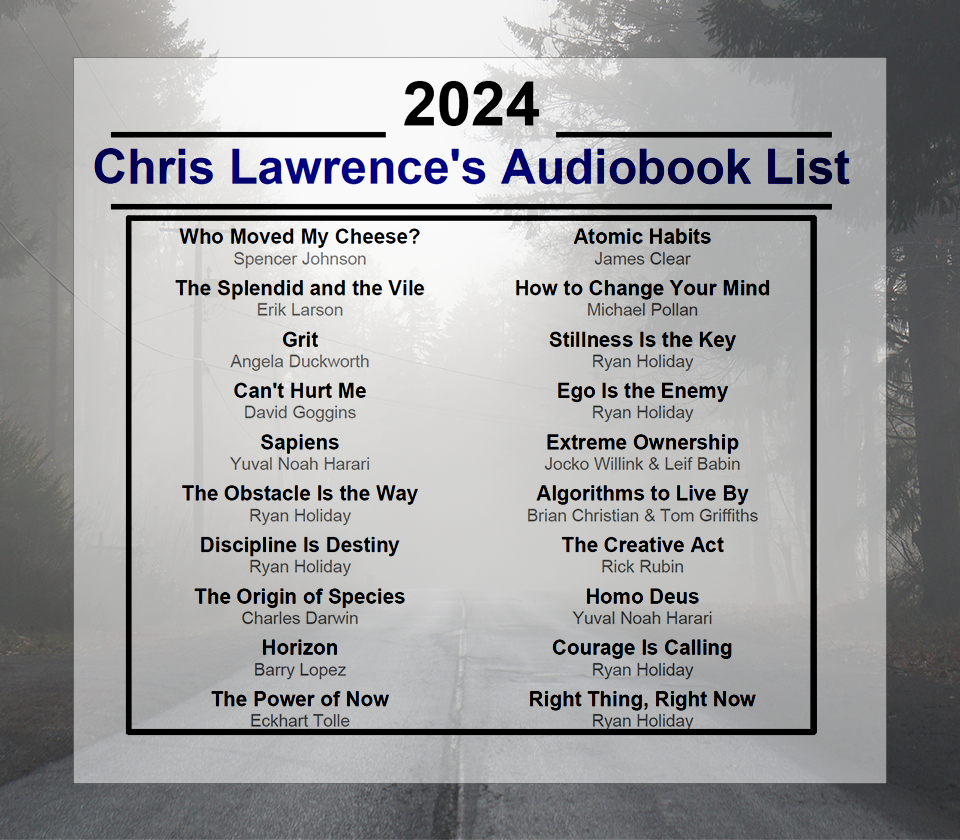 2024
Chris Lawrence's Audiobook List
Who Moved My Cheese?
Spencer Johnson
The Splendid and the Vile
Erik Larson
Grit
Angela Duckworth
Can't Hurt Me
David Goggins
Sapiens
Yuval Noah Harari
The Obstacle Is the Way
Ryan Holiday
Discipline Is Destiny
Ryan Holiday
The Origin of Species
Charles Darwin
Horizon
Barry Lopez
The Power of Now
Eckhart Tolle
Atomic Habits
James Clear
How to Change Your Mind
Michael Pollan
Stillness Is the Key
Ryan Holiday
Ego Is the Enemy
Ryan Holiday
Extreme Ownership
Jocko Willink & Leif Babin
Algorithms to Live By
Brian Christian & Tom Griffiths
The Creative Act
Rick Rubin
Homo Deus
Yuval Noah Harari
Courage Is Calling
Ryan Holiday
Right Thing, Right Now
Ryan Holiday